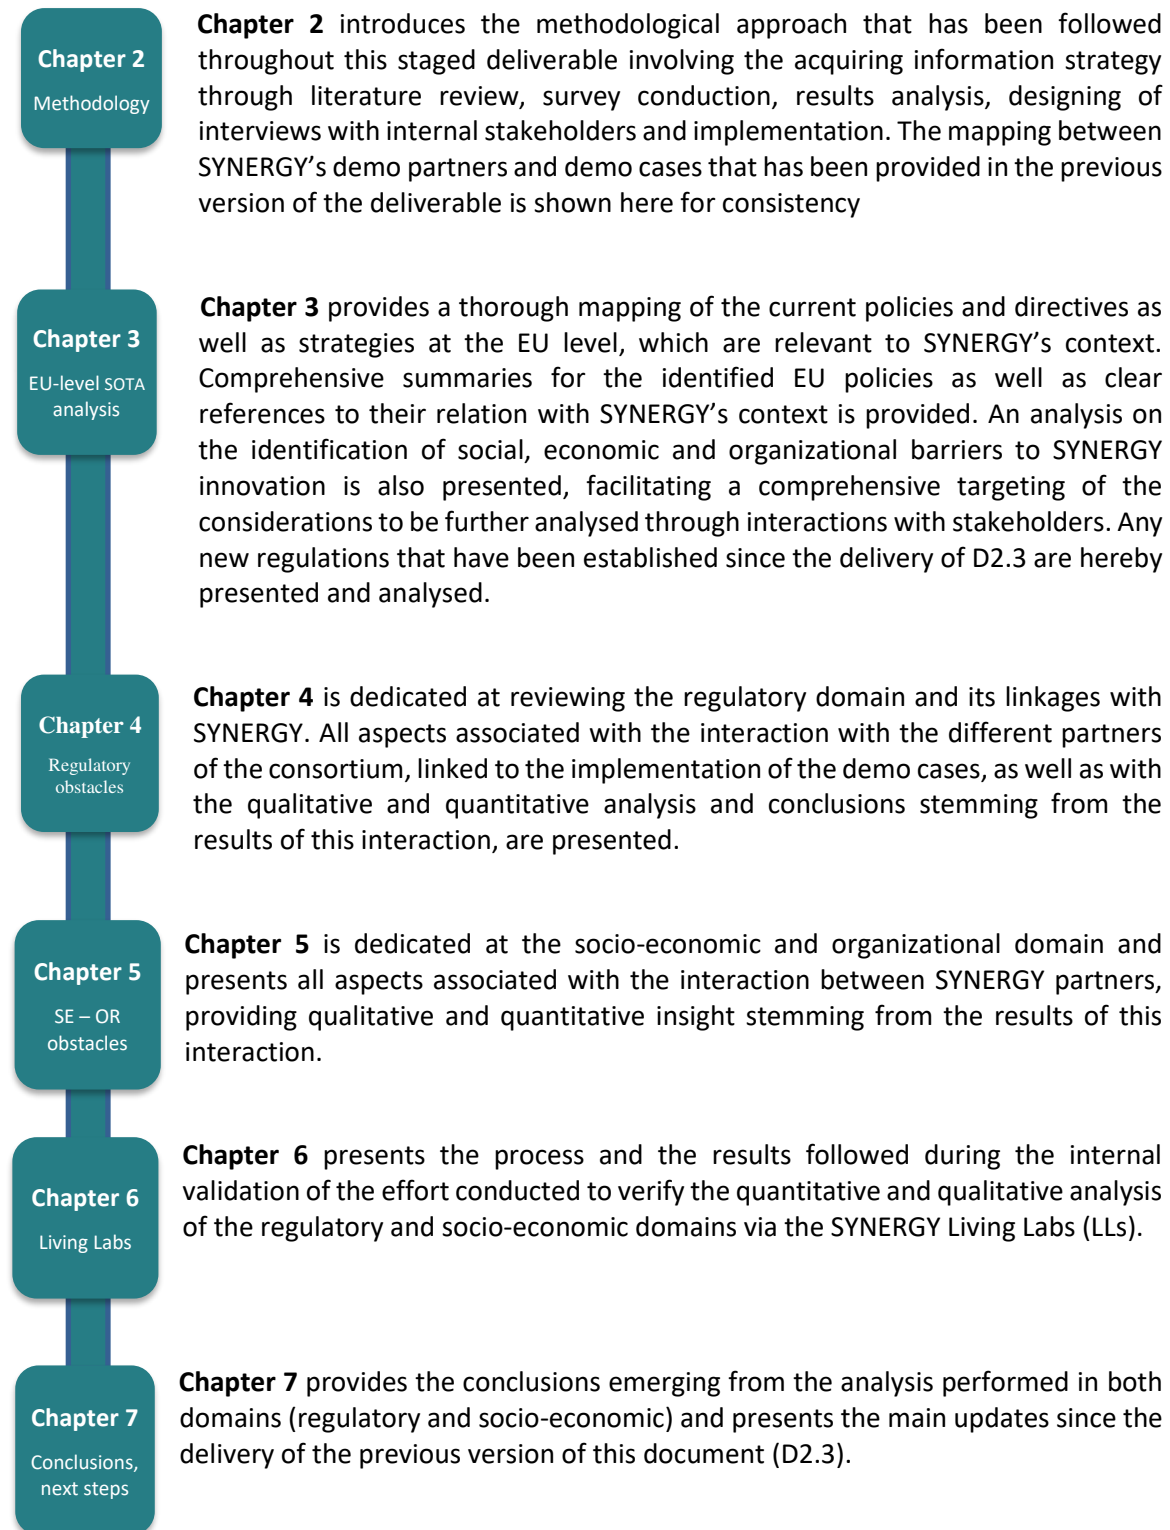 Chapter 2
Methodology
Chapter 2 introduces the methodological approach that has been followed
throughout this staged deliverable involving the acquiring information strategy
through literature review, survey conduction, results analysis, designing of
interviews with internal stakeholders and implementation. The mapping between
SYNERGY’s demo partners and demo cases that has been provided in the previous
version of the deliverable is shown here for consistency
Chapter 3
EU-level SOTA
analysis
Chapter 3 provides a thorough mapping of the current policies and directives as
well as strategies at the EU level, which are relevant to SYNERGY’s context.
Comprehensive summaries for the identified EU policies as well as clear
references to their relation with SYNERGY’s context is provided. An analysis on
the identification of social, economic and organizational barriers to SYNERGY
innovation is also presented, facilitating a comprehensive targeting of the
considerations to be further analysed through interactions with stakeholders. Any
new regulations that have been established since the delivery of D2.3 are hereby
presented and analysed.
Chapter 4
Regulatory
obstacles
Chapter 4 is dedicated at reviewing the regulatory domain and its linkages with
SYNERGY. All aspects associated with the interaction with the different partners
of the consortium, linked to the implementation of the demo cases, as well as with
the qualitative and quantitative analysis and conclusions stemming from the
results of this interaction, are presented.
Chapter 5
SE – OR
obstacles
Chapter 5 is dedicated at the socio-economic and organizational domain and
presents all aspects associated with the interaction between SYNERGY partners,
providing qualitative and quantitative insight stemming from the results of this
interaction.
Chapter 6
Living Labs
Chapter 6 presents the process and the results followed during the internal
validation of the effort conducted to verify the quantitative and qualitative analysis
of the regulatory and socio-economic domains via the SYNERGY Living Labs (LLs).
Chapter 7
Conclusions,
next steps
Chapter 7 provides the conclusions emerging from the analysis performed in both
domains (regulatory and socio-economic) and presents the main updates since the
delivery of the previous version of this document (D2.3).